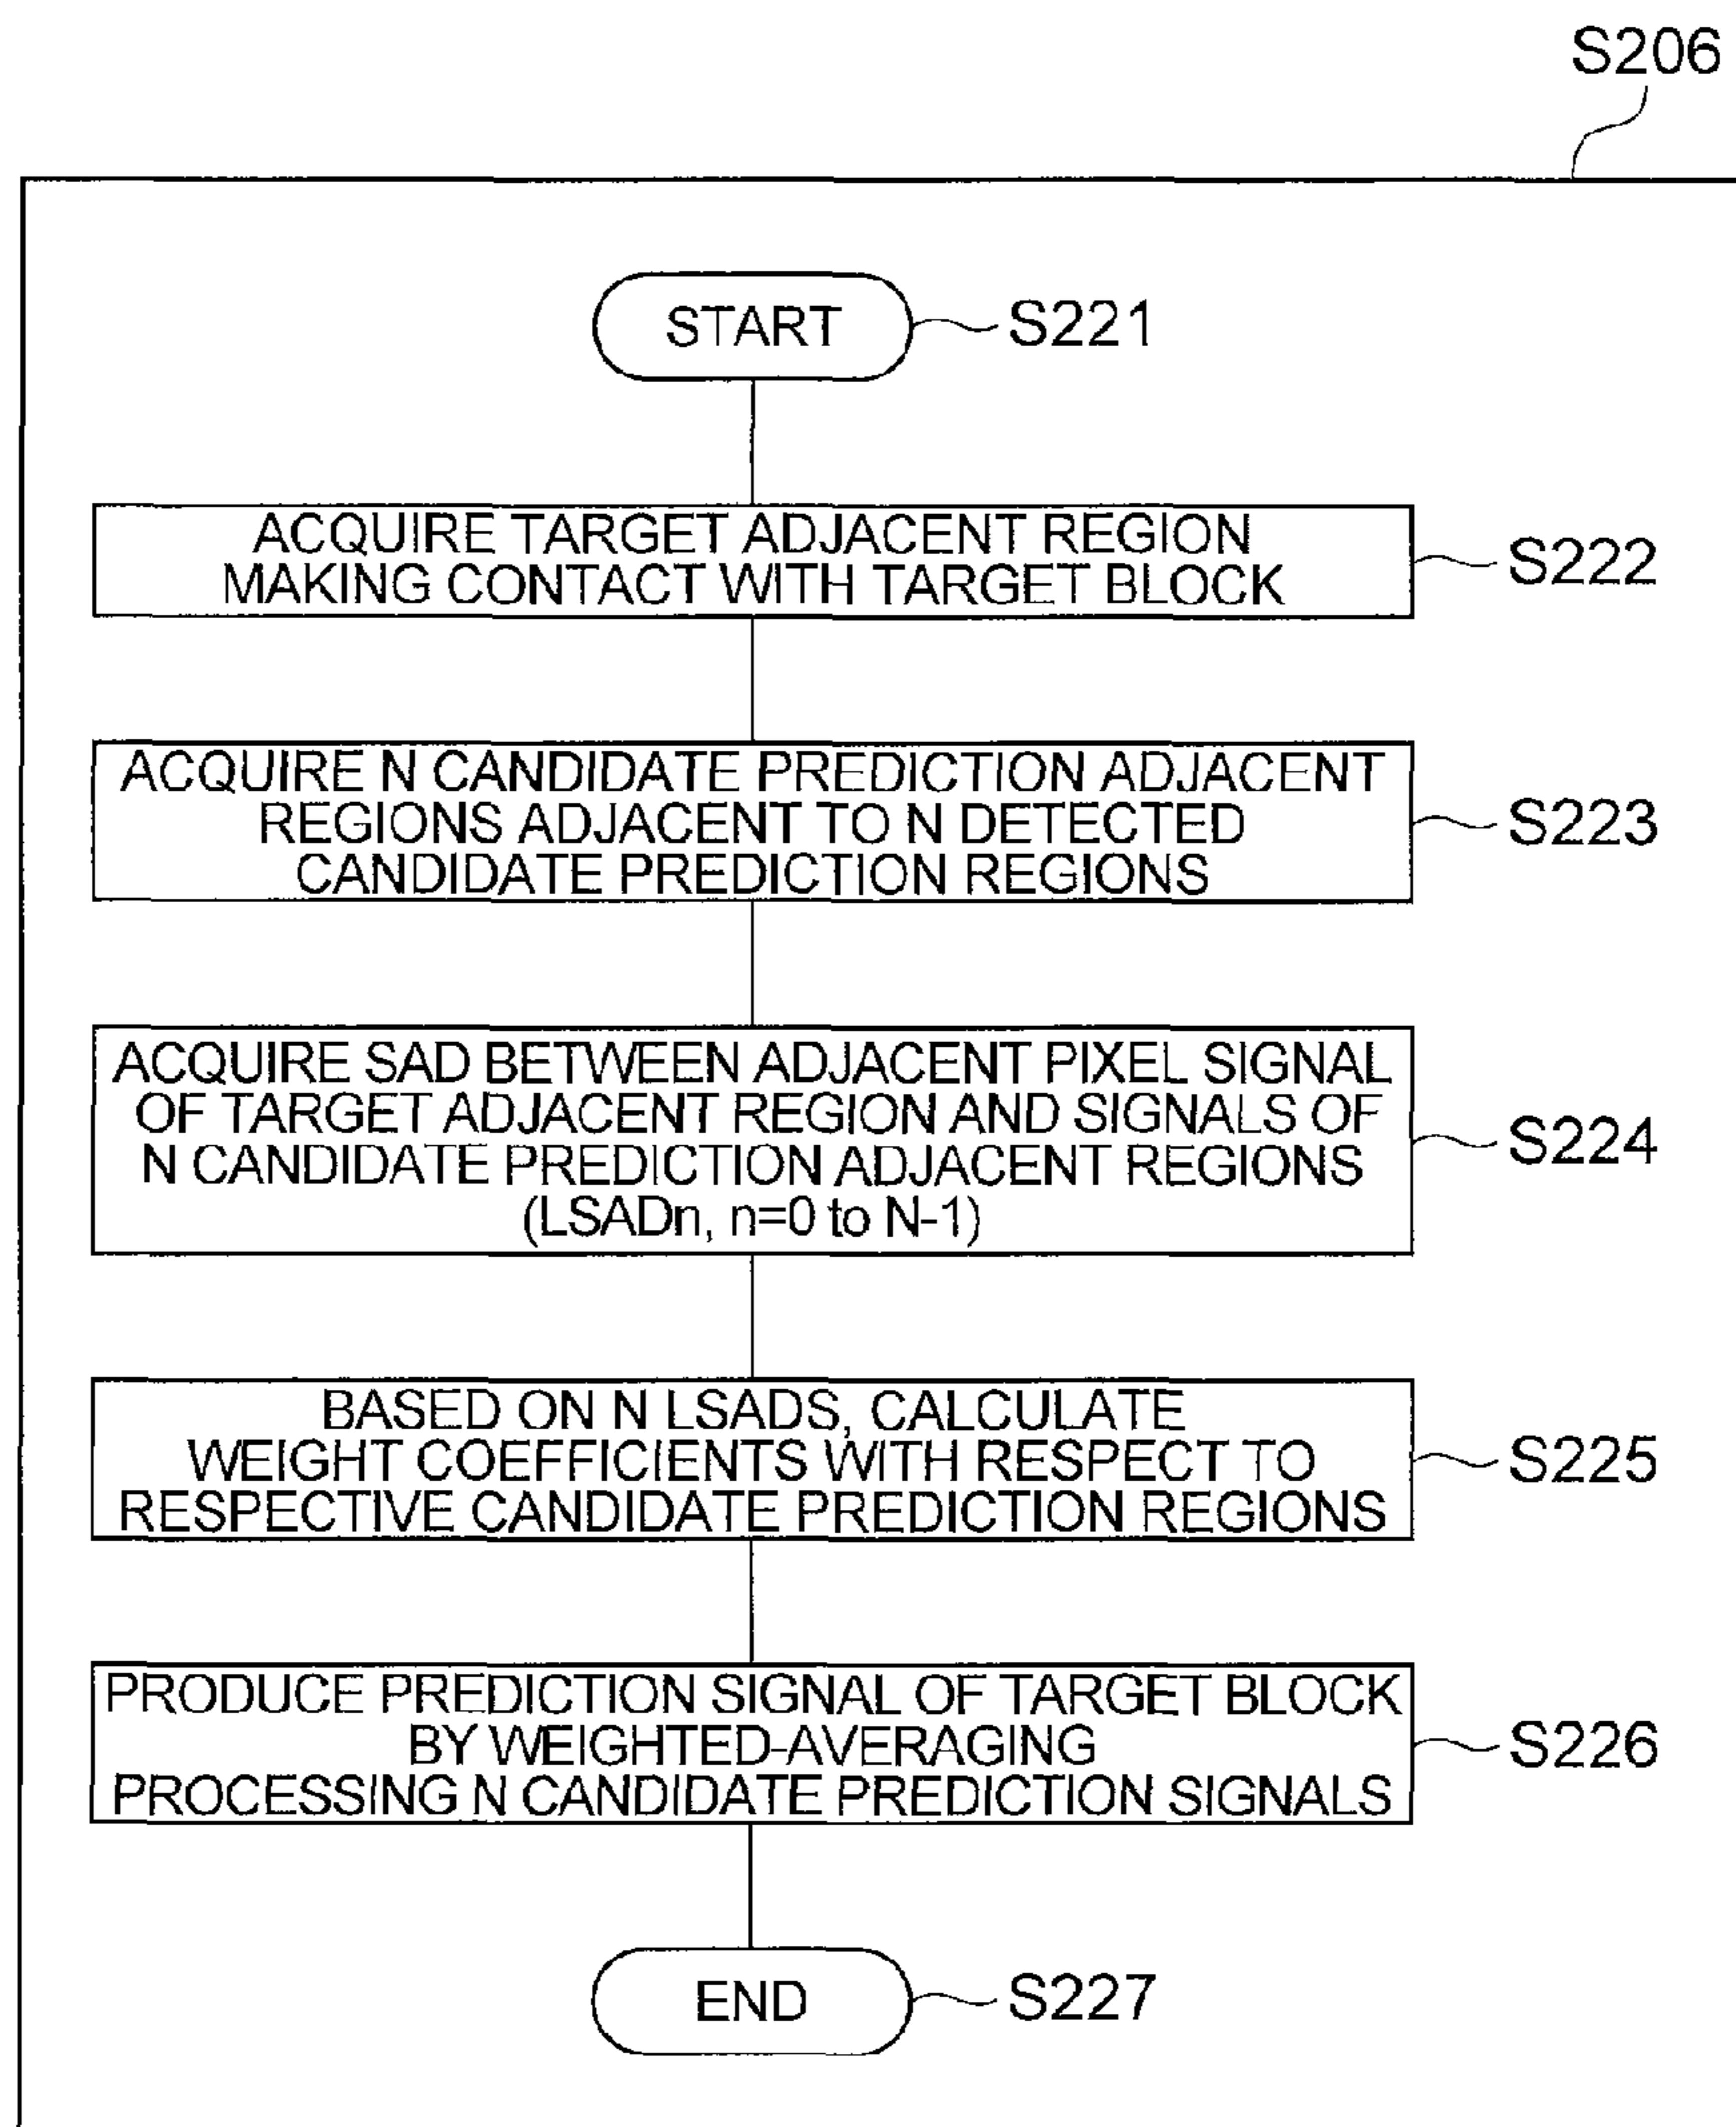 S206
START
S221
ACQUIRE TARGET ADJACENT REGION
MAKING CONTACT WITH TARGET BLOCK
S222
ACQUIRE N CANDIDATE PREDICTION ADJACENT
REGIONS ADJACENT TO N DETECTED
CANDIDATE PREDICTION REGIONS
S223
ACQUIRE SAD BETWEEN ADJACENT PIXEL SIGNAL
OF TARGET ADJACENT REGION AND SIGNALS OF
N CANDIDATE PREDICTION ADJACENT REGIONS
(LSADn, n=0 to N-1)
S224
BASED ON N LSADS, CALCULATE
WEIGHT COEFFICIENTS WITH RESPECT TO
RESPECTIVE CANDIDATE PREDICTION REGIONS
S225
PRODUCE PREDICTION SIGNAL OF TARGET BLOCK
BY WEIGHTED-AVERAGING
PROCESSING N CANDIDATE PREDICTION SIGNALS
S226
END
S227